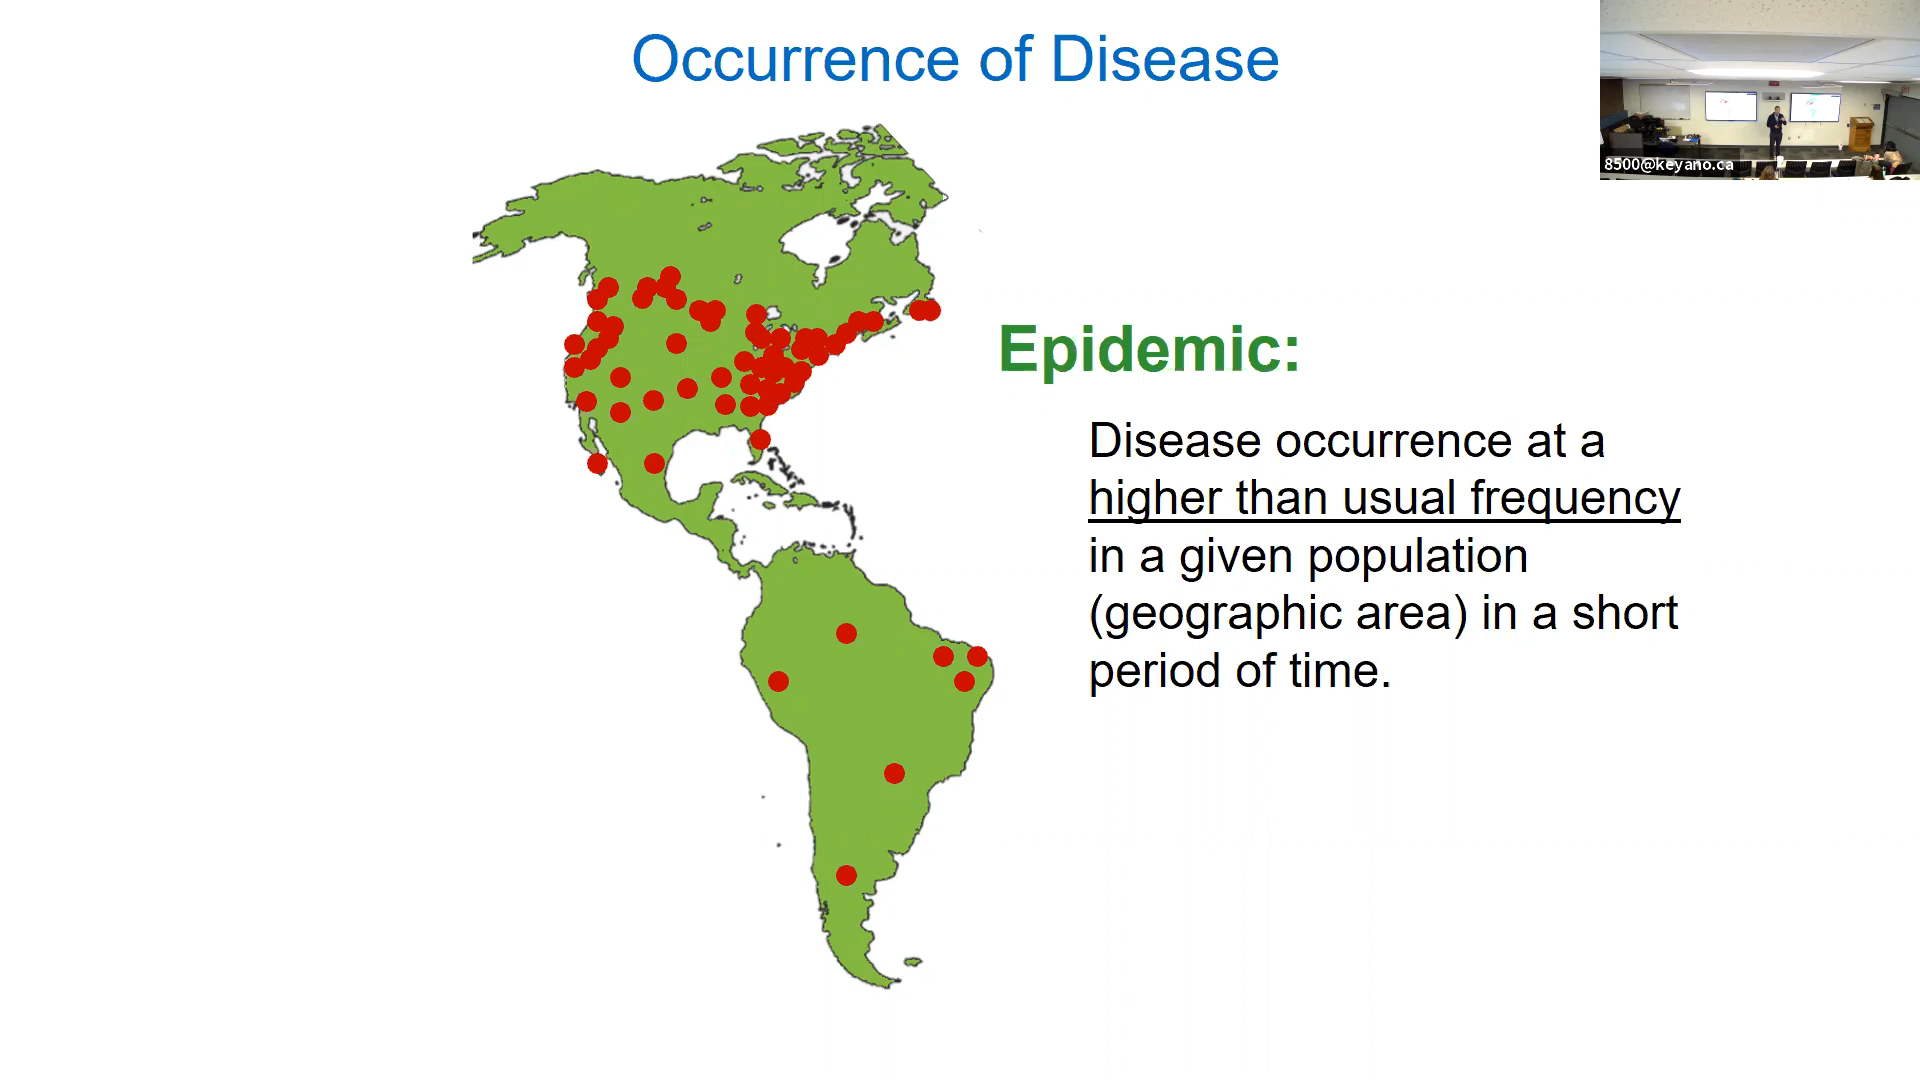 Occurrence of Disease
8500@keyano.ca
Epidemic:
Disease occurrence at a
higher than usual frequency
in a given population
(geographic area) in a short
period of time.